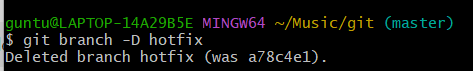 guntu@LAPTOP-14A29B5E MINGW64 ~/Music/git (master)
$ git branch -D hotfix
Deleted branch hotfix (was a78c4e1).